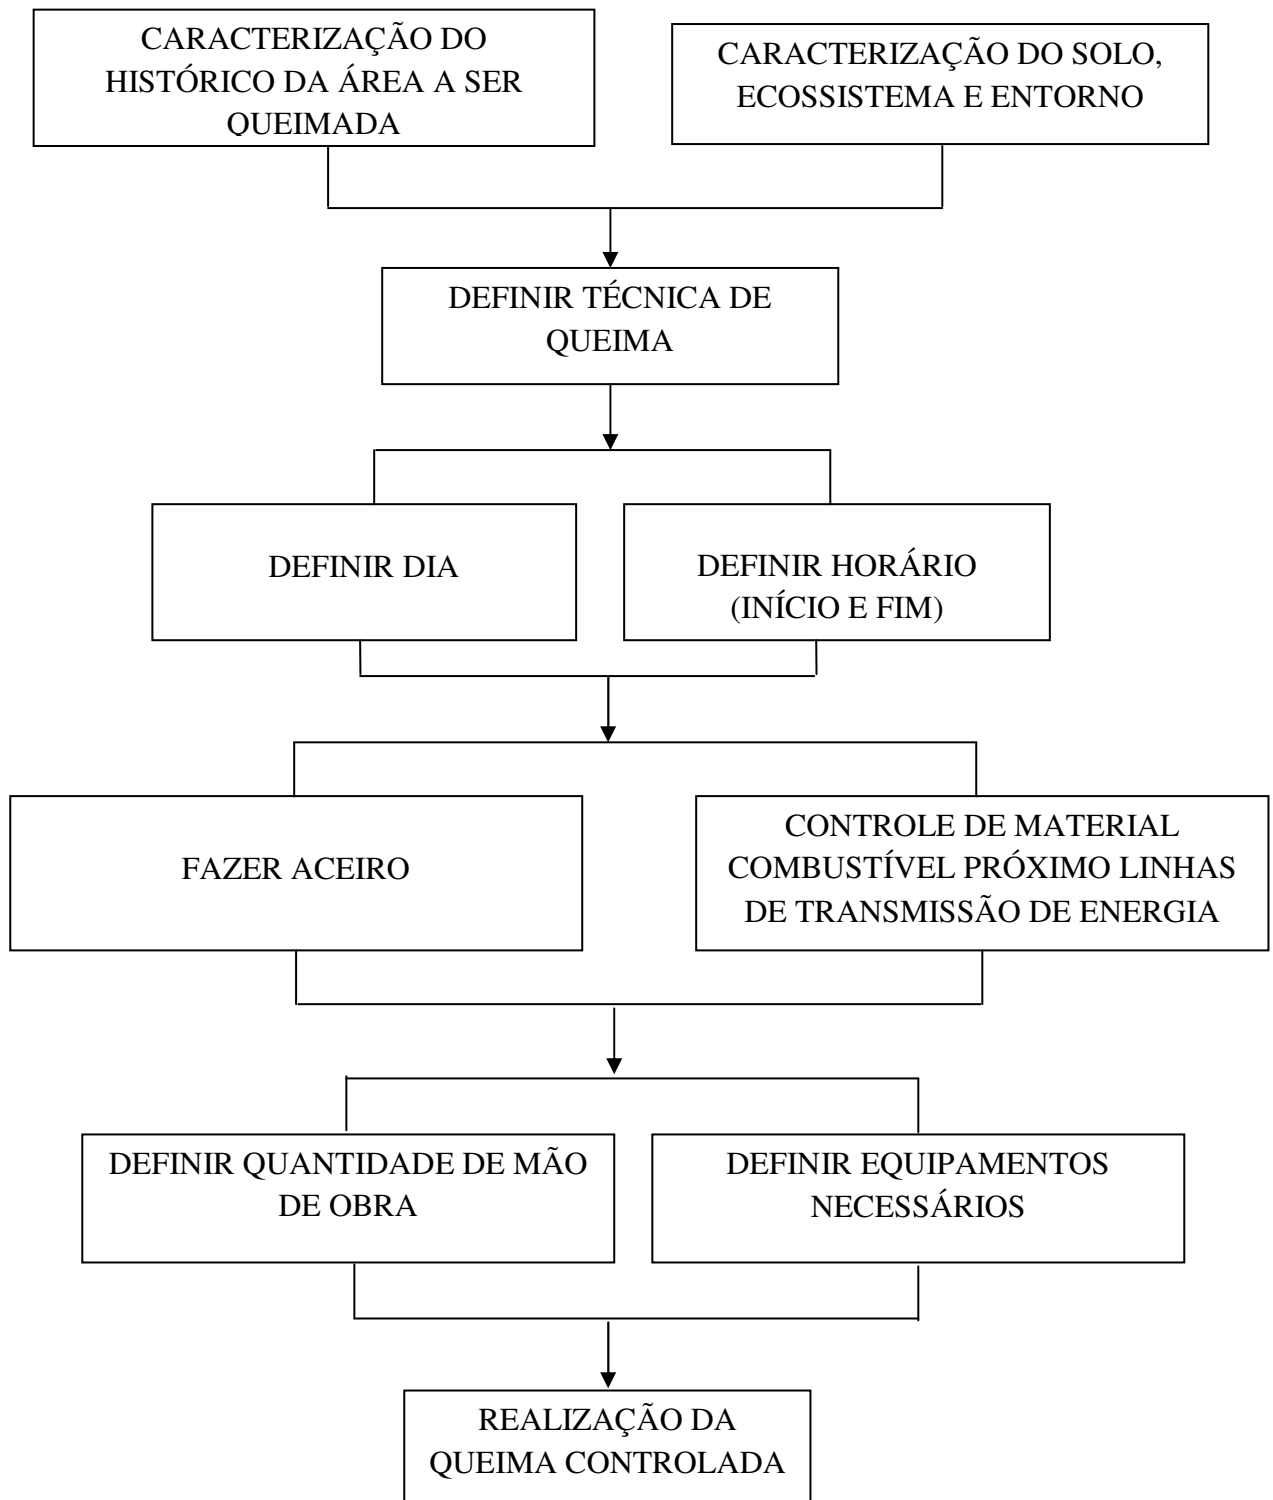 CARACTERIZAÇÃO DO
HISTÓRICO DA ÁREA A SER
QUEIMADA
CARACTERIZAÇÃO DO SOLO,
ECOSSISTEMA E ENTORNO
DEFINIR TÉCNICA DE
QUEIMA
DEFINIR DIA
DEFINIR HORÁRIO
(INÍCIO E FIM)
FAZER ACEIRO
CONTROLE DE MATERIAL
COMBUSTÍVEL PRÓXIMO LINHAS
DE TRANSMISSÃO DE ENERGIA
DEFINIR QUANTIDADE DE MÃO
DE OBRA
DEFINIR EQUIPAMENTOS
NECESSÁRIOS
REALIZAÇÃO DA
QUEIMA CONTROLADA